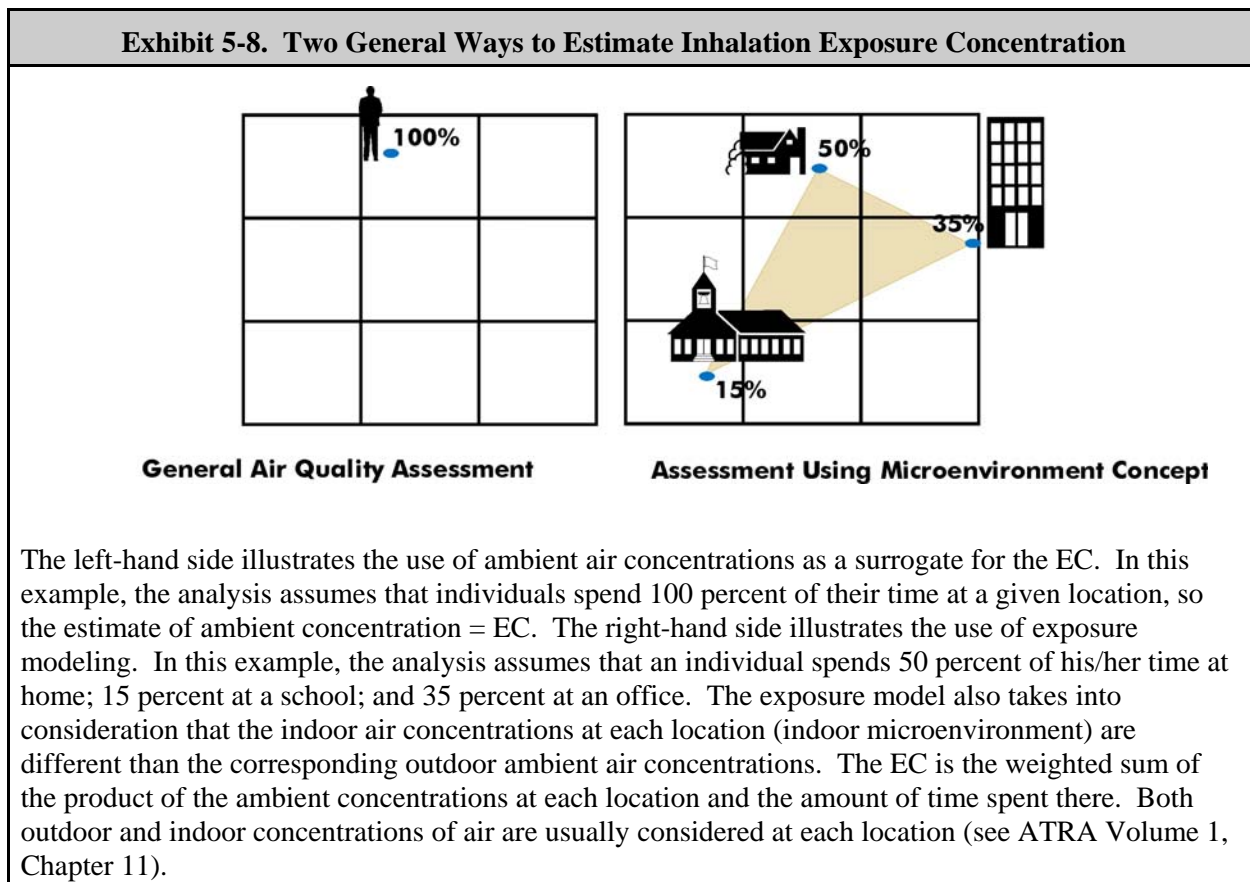 Exhibit 5-8. Two General Ways to Estimate Inhalation Exposure Concentration
100%
50%
35%
15%
General Air Quality Assessment
Assessment Using Microenvironment Concept
The left-hand side illustrates the use of ambient air concentrations as a surrogate for the EC. In this
example, the analysis assumes that individuals spend 100 percent of their time at a given location, so
the estimate of ambient concentration = EC. The right-hand side illustrates the use of exposure
modeling. In this example, the analysis assumes that an individual spends 50 percent of his/her time at
home; 15 percent at a school; and 35 percent at an office. The exposure model also takes into
consideration that the indoor air concentrations at each location (indoor microenvironment) are
different than the corresponding outdoor ambient air concentrations. The EC is the weighted sum of
the product of the ambient concentrations at each location and the amount of time spent there. Both
outdoor and indoor concentrations of air are usually considered at each location (see ATRA Volume 1,
Chapter 11).